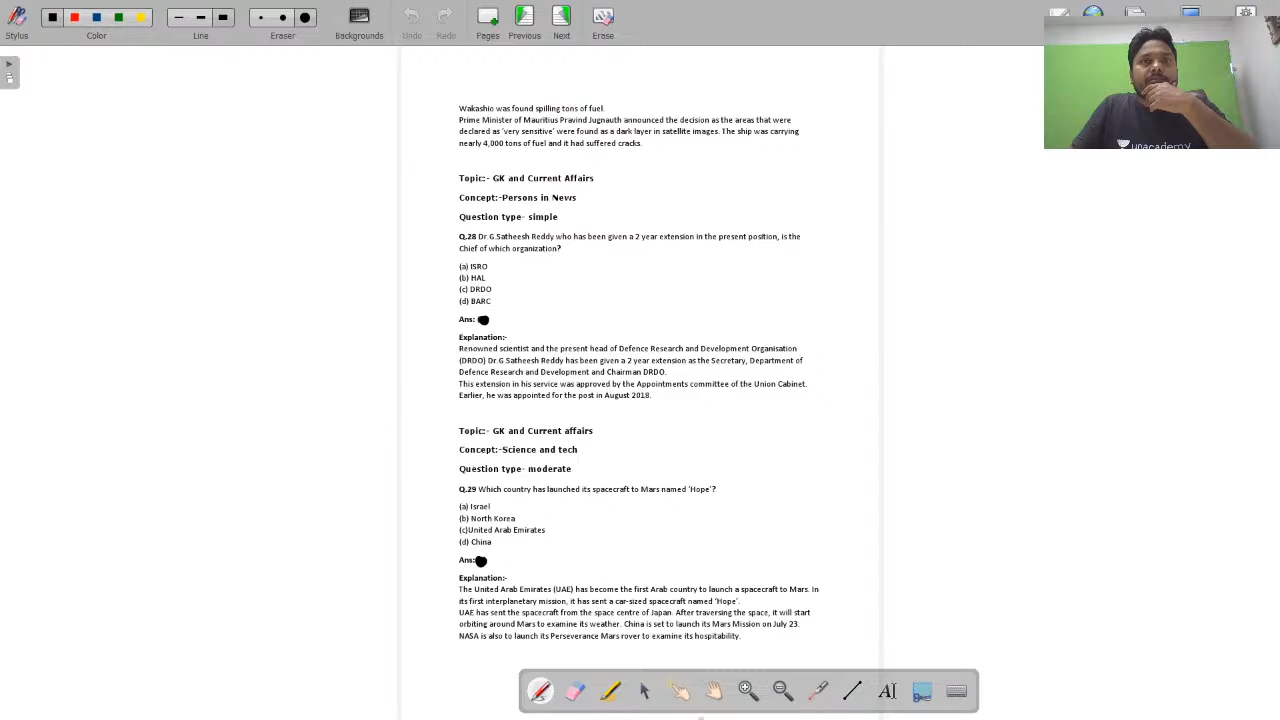 Stylus
Color
Line
Eraser
Backgrounds
Undo
Redo
Pages
Previous
Next
Erase
unacademy
Wakashio was found spilling tons of fuel.
Prime Minister of Mauritius Pravind Jugnauth announced the decision as the areas that were
declared as ‘very sensitive’ were found as a dark layer in satellite images. The ship was carrying
nearly 4,000 tons of fuel and it had suffered cracks.
Topic:- GK and Current Affairs
Concept:-Persons in News
Question type- simple
Q.28 Dr.G.Satheesh Reddy who has been given a 2 year extension in the present position, is the
Chief of which organization?
(a) ISRO
(b) HAL
(c) DRDO
(d) BARC
Ans:
Explanation:-
Renowned scientist and the present head of Defence Research and Development Organisation
(DRDO) Dr.G.Satheesh Reddy has been given a 2 year extension as the Secretary, Department of
Defence Research and Development and Chairman DRDO.
This extension in his service was approved by the Appointments committee of the Union Cabinet.
Earlier, he was appointed for the post in August 2018.
Topic:- GK and Current affairs
Concept:-Science and tech
Question type- moderate
Q.29 Which country has launched its spacecraft to Mars named ‘Hope’?
(a) Israel
(b) North Korea
(c)United Arab Emirates
(d) China
Ans:
Explanation:-
The United Arab Emirates (UAE) has become the first Arab country to launch a spacecraft to Mars. In
its first interplanetary mission, it has sent a car-sized spacecraft named ‘Hope’.
UAE has sent the spacecraft from the space centre of Japan. After traversing the space, it will start
orbiting around Mars to examine its weather. China is set to launch its Mars Mission on July 23.
NASA is also to launch its Perseverance Mars rover to examine its hospitability.